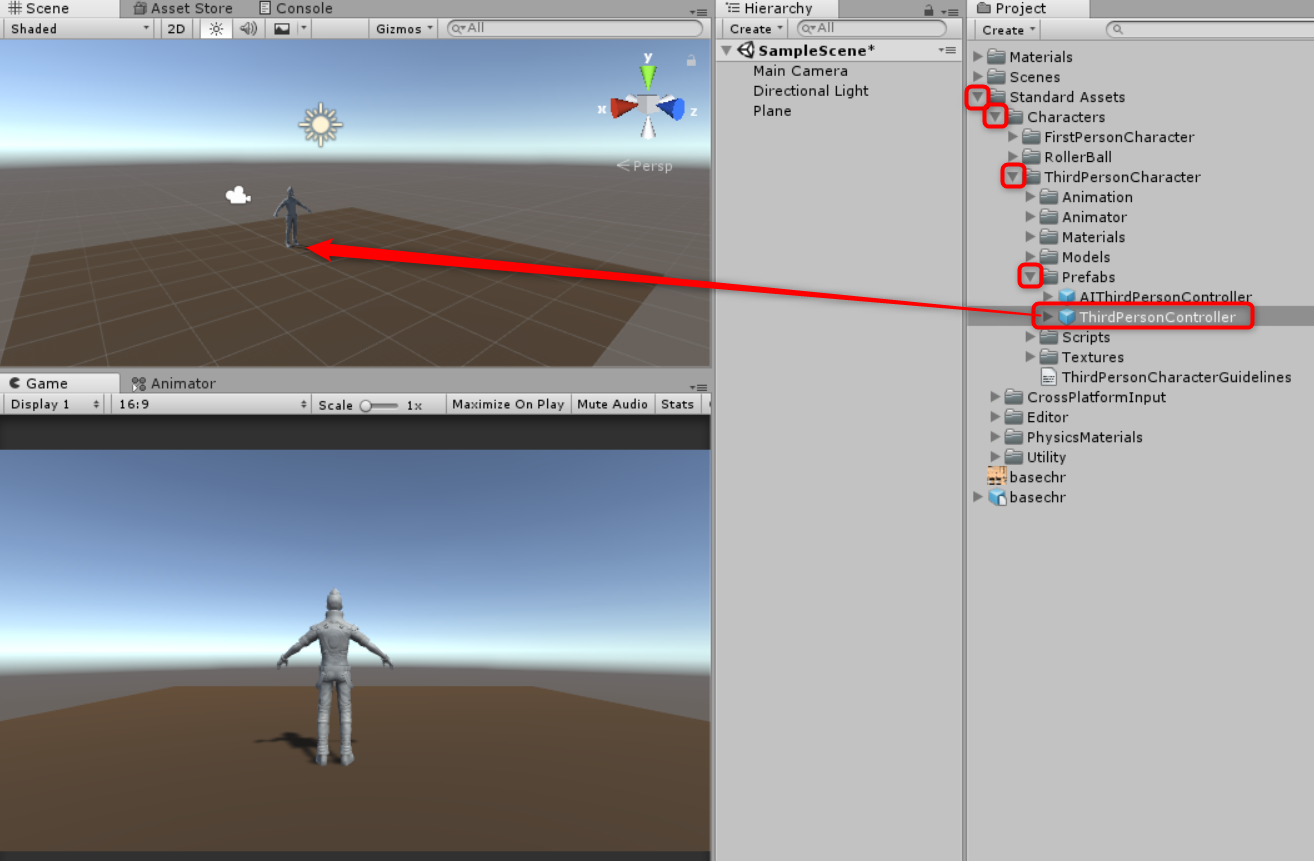 Scene
Asset Store
Console
Shaded
2D
Gizmos
All
y
x
z
Persp
Game
Animator
Display 1
16:9
Scale
1x
Maximize On Play
Mute Audio
Stats
Hierarchy
Create
All
SampleScene*
Main Camera
Directional Light
Plane
Project
Create
Materials
Scenes
Standard Assets
Characters
FirstPersonCharacter
RollerBall
ThirdPersonCharacter
Animation
Animator
Materials
Models
Prefabs
AIThirdPersonController
ThirdPersonController
Scripts
Textures
ThirdPersonCharacterGuidelines
CrossPlatformInput
Editor
PhysicsMaterials
Utility
basechr
basechr